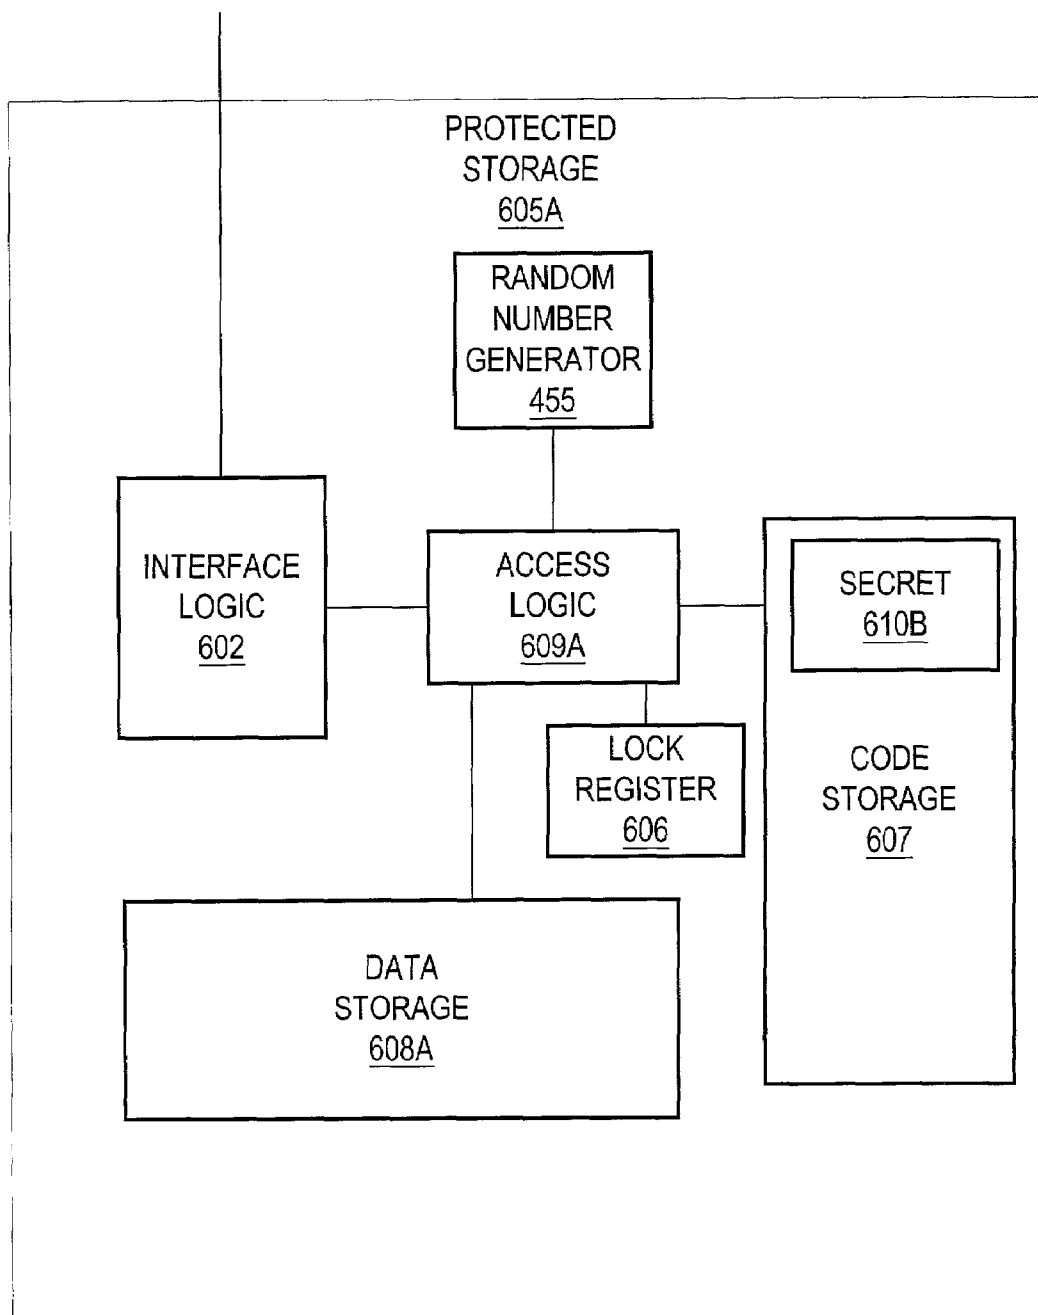 PROTECTED
STORAGE
605A
RANDOM
NUMBER
GENERATOR
455
INTERFACE
LOGIC
602
ACCESS
LOGIC
609A
SECRET
610B
LOCK
REGISTER
606
CODE
STORAGE
607
DATA
STORAGE
608A